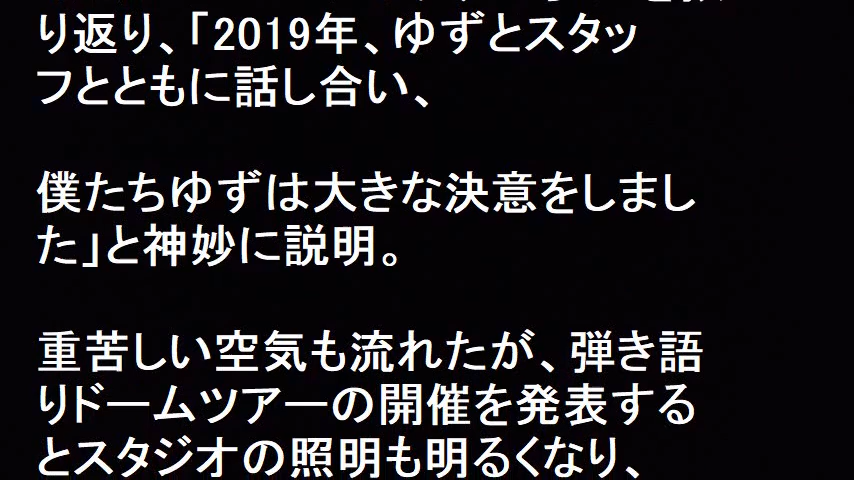 り返り、「2019年、ゆずとスタッ
フとともに話し合い、
僕たちゆずは大きな決意をしまし
た」と神妙に説明。
重苦しい空気も流れたが、弾き語
りドームツアーの開催を発表する
とスタジオの照明も明るくなり、